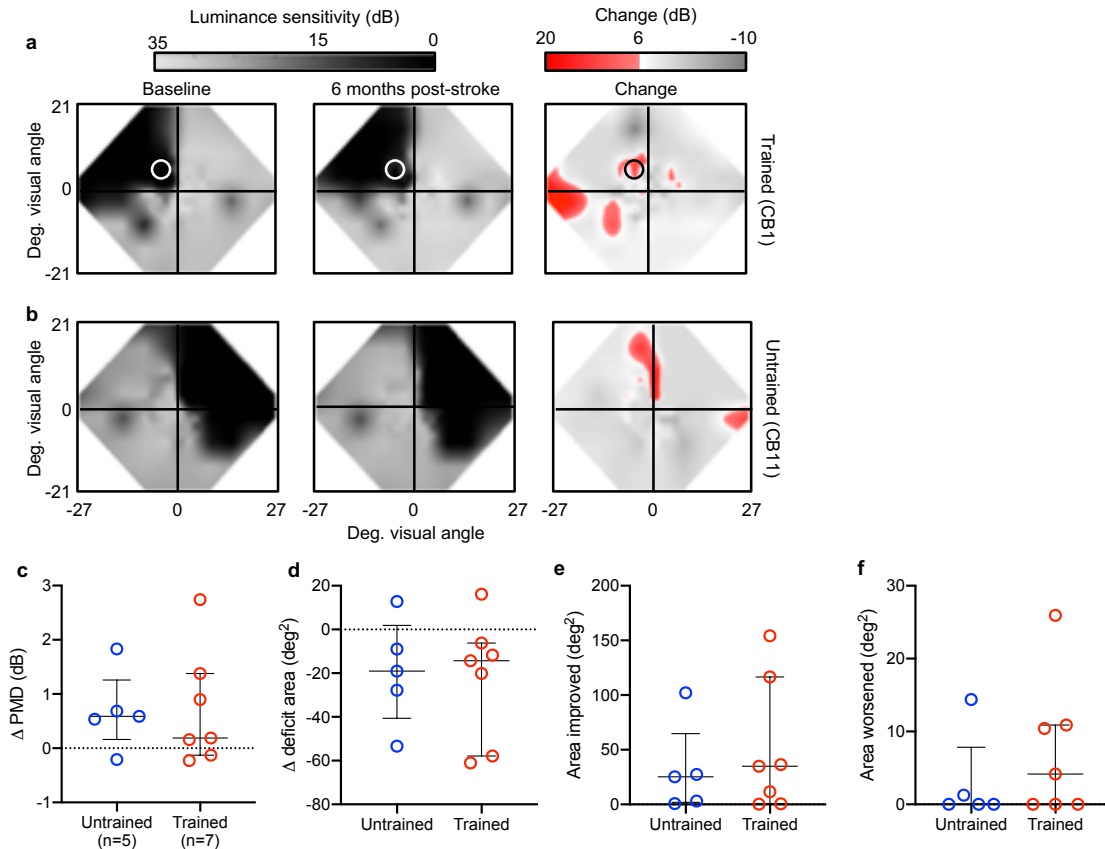 Luminance sensitivity (dB)
Change (dB)
a
35
15
0
20
6
-10
Baseline
6 months post-stroke
Change
21
0
-21
Deg. visual angle
Trained (CB1)
b
21
0
-21
Deg. visual angle
Untrained (CB11)
-27
0
27
-27
0
27
-27
0
27
Deg. visual angle
c
3
2
1
0
-1
Δ PMD (dB)
Untrained
(n=5)
Trained
(n=7)
d
20
0
-20
-40
-60
-80
Δ deficit area (deg²)
Untrained
Trained
e
200
150
100
50
0
Area improved (deg²)
Untrained
Trained
f
30
20
10
0
Area worsened (deg²)
Untrained
Trained